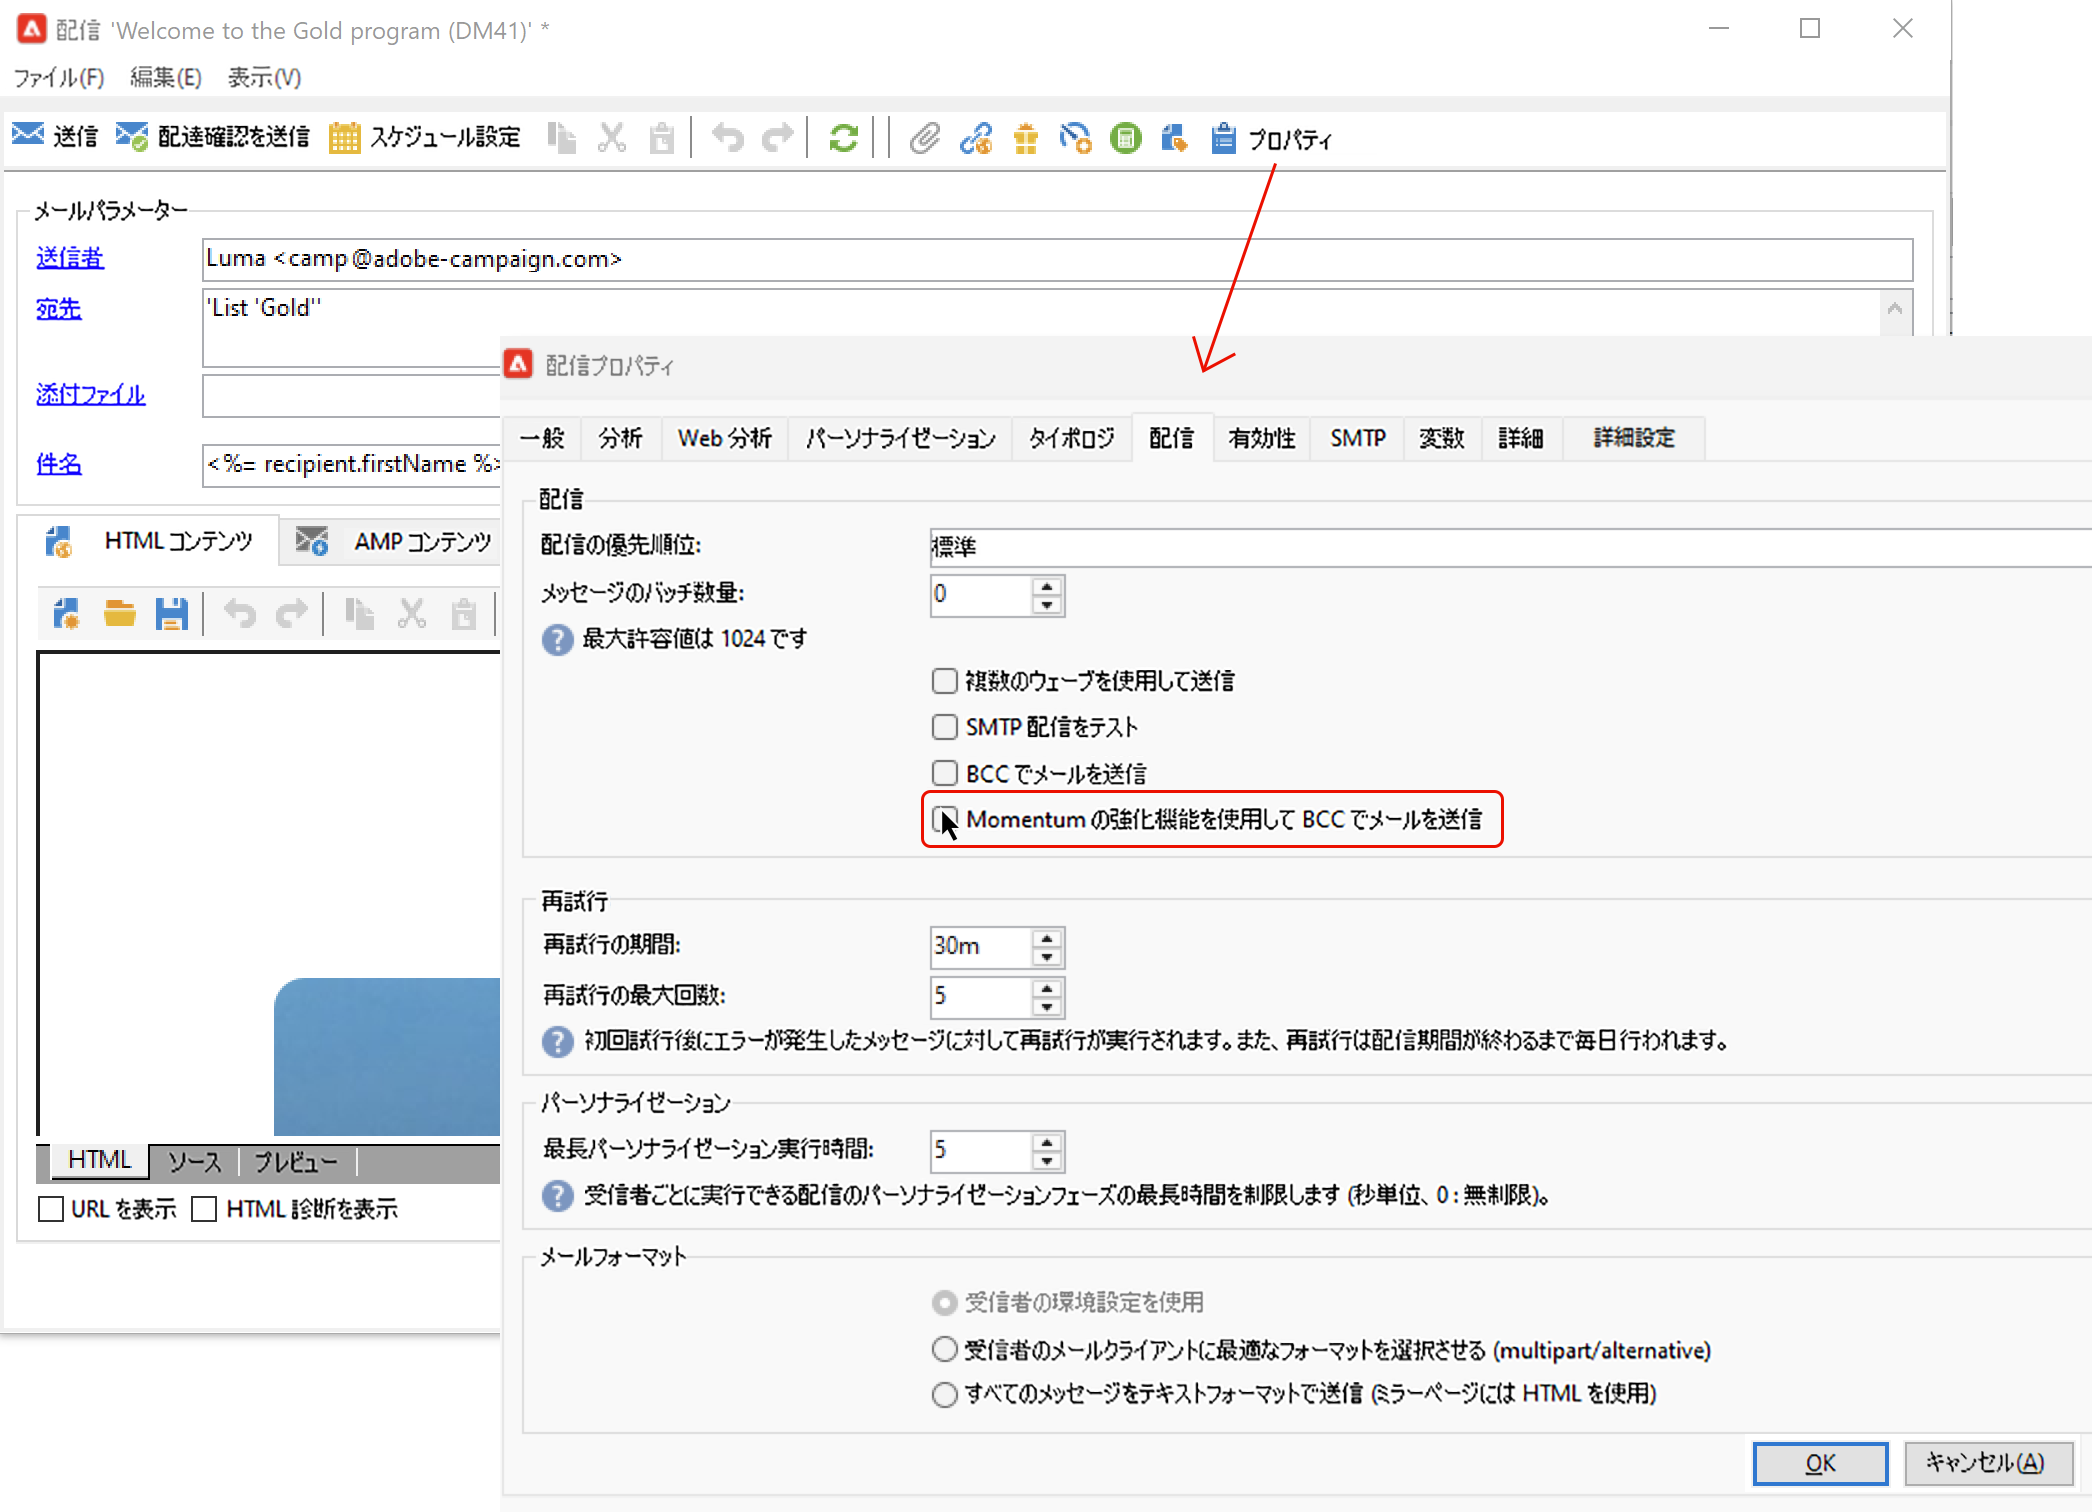 配信 'Welcome to the Gold program (DM41)' *
ファイル(F) 編集(E) 表示(V)
送信 配達確認を送信 スケジュール設定 プロパティ
メールパラメーター
送信者 Luma <camp@adobe-campaign.com>
宛先 'List 'Gold''
添付ファイル
件名 <%= recipient.firstName %>
HTML コンテンツ AMP コンテンツ
HTML ソース プレビュー
URL を表示 HTML 診断を表示
配信プロパティ
一般 分析 Web 分析 パーソナライゼーション タイポロジ 配信 有効性 SMTP 変数 詳細 詳細設定
配信
配信の優先順位: 標準
メッセージのバッチ数量: 0
? 最大許容値は 1024 です
複数のウェーブを使用して送信
SMTP 配信をテスト
BCC でメールを送信
Momentum の強化機能を使用して BCC でメールを送信
再試行
再試行の期間: 30m
再試行の最大回数: 5
? 初回試行後にエラーが発生したメッセージに対して再試行が実行されます。また、再試行は配信期間が終わるまで毎日行われます。
パーソナライゼーション
最長パーソナライゼーション実行時間: 5
? 受信者ごとに実行できる配信のパーソナライゼーションフェーズの最長時間を制限します (秒単位、0 : 無制限)。
メールフォーマット
受信者の環境設定を使用
受信者のメールクライアントに最適なフォーマットを選択させる (multipart/alternative)
すべてのメッセージをテキストフォーマットで送信 (ミラーページには HTML を使用)
OK キャンセル(A)